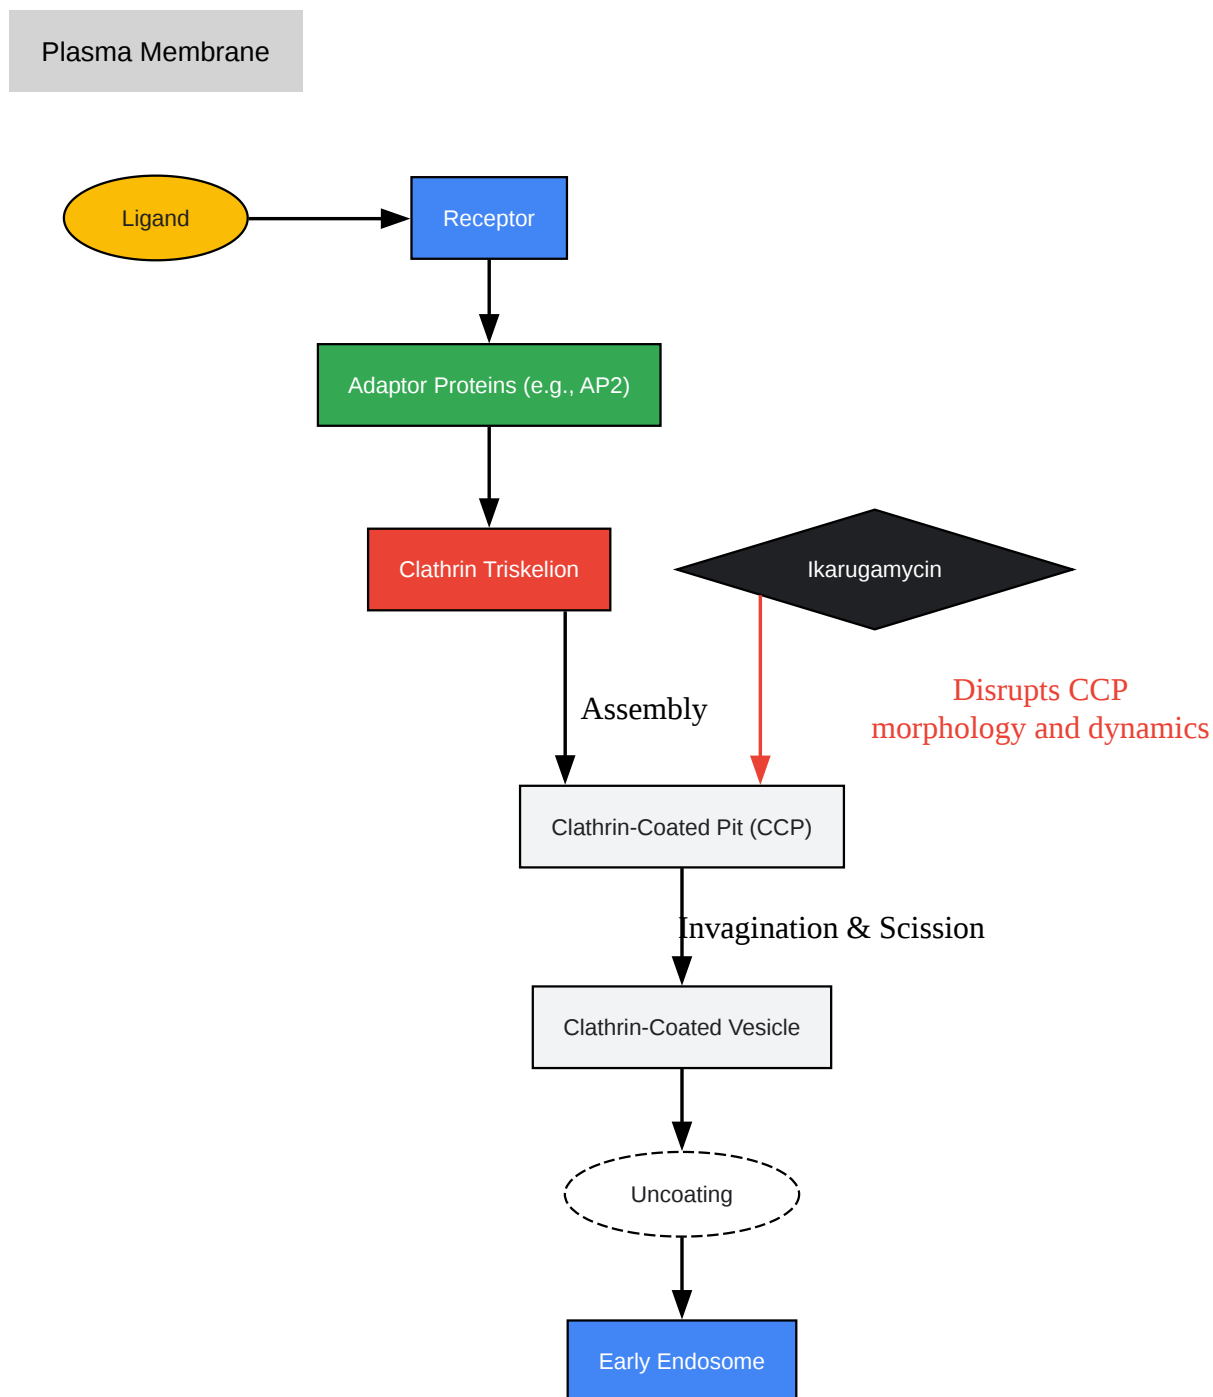 Plasma Membrane
Ligand
Receptor
Adaptor Proteins (e.g., AP2)
Clathrin Triskelion
Ikarugamycin
Assembly
Disrupts CCP
morphology and dynamics
Clathrin-Coated Pit (CCP)
Invagination & Scission
Clathrin-Coated Vesicle
Uncoating
Early Endosome